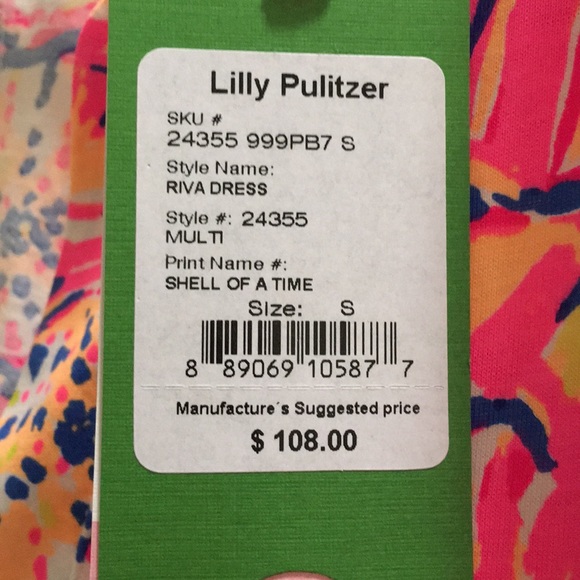 Lilly Pulitzer
SKU #
24355 999PB7 S
Style Name:
RIVA DRESS
Style #: 24355
MULTI
Print Name #:
SHELL OF A TIME
Size: S
8 89069 10587 7
Manufacture's Suggested price
$ 108.00